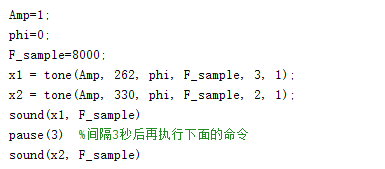 Amp=1;
phi=0;
F_sample=8000;
x1 = tone(Amp, 262, phi, F_sample, 3, 1);
x2 = tone(Amp, 330, phi, F_sample, 2, 1);
sound(x1, F_sample)
pause(3)  %间隔3秒后再执行下面的命令
sound(x2, F_sample)